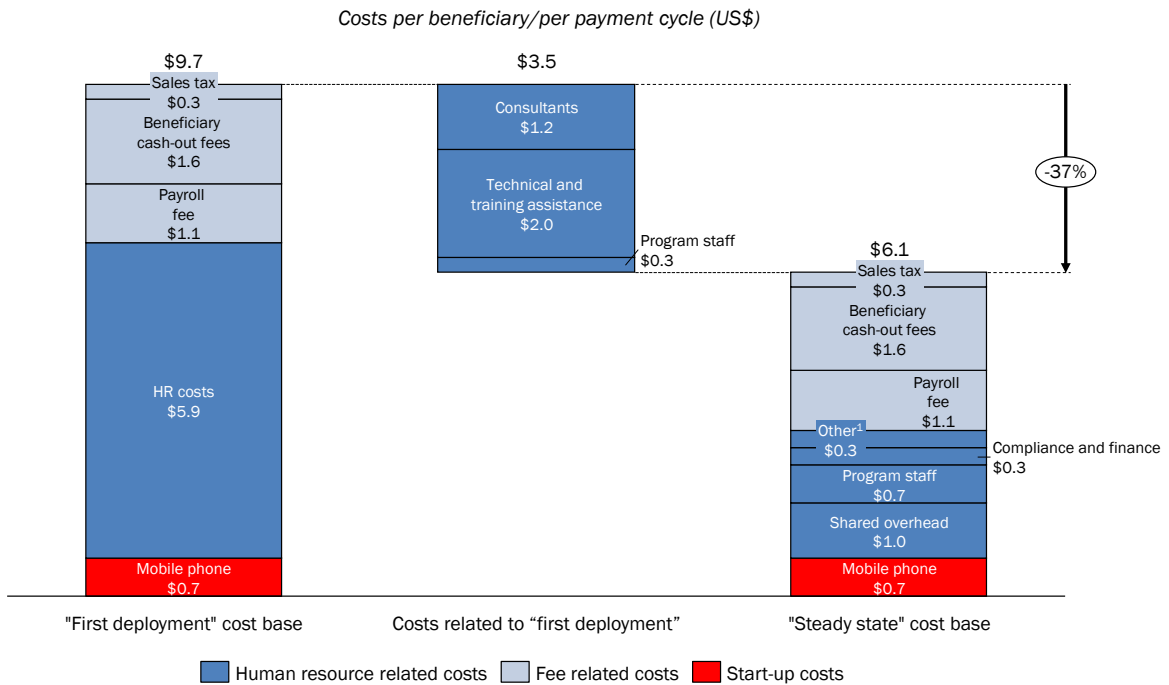 Costs per beneficiary/per payment cycle (US$)
$9.7
Sales tax
$0.3
Beneficiary
cash-out fees
$1.6
Payroll
fee
$1.1
HR costs
$5.9
Mobile phone
$0.7
$3.5
Consultants
$1.2
Technical and
training assistance
$2.0
Program staff
$0.3
-37%
$6.1
Sales tax
$0.3
Beneficiary
cash-out fees
$1.6
Payroll
fee
$1.1
Other¹
$0.3
Compliance and finance
$0.3
Program staff
$0.7
Shared overhead
$1.0
Mobile phone
$0.7
"First deployment" cost base
Costs related to “first deployment”
"Steady state" cost base
Human resource related costs
Fee related costs
Start-up costs